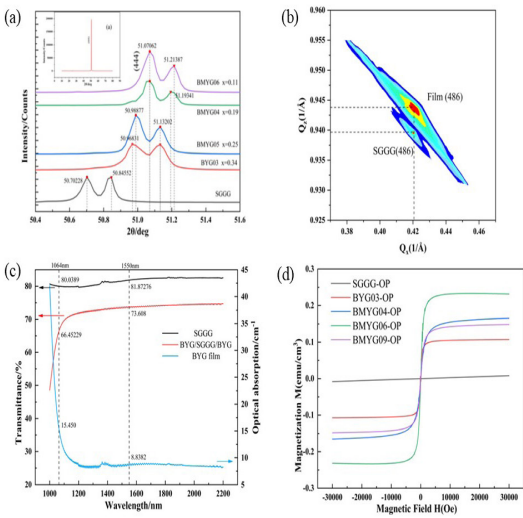 (a)
(a)
51.07062
51.21387
(444)
BMYG06 x=0.11
BMYG04 x=0.19
51.19341
50.98877
51.13202
BMYG05 x=0.25
50.96831
BYG03 x=0.34
50.70228
50.84552
SGGG
Intensity/Counts
50.4 50.6 50.8 51.0 51.2 51.4 51.6
2θ/deg
(b)
0.960
0.955
0.950
0.945
0.940
0.935
0.930
0.925
Film (486)
SGGG(486)
0.38 0.40 0.42 0.44 0.46
(c)
1064nm
1550nm
80.0389
81.87276
66.45229
73.608
15.450
8.8382
SGGG
BYG/SGGG/BYG
BYG film
Transmittance/%
80
70
60
50
40
30
20
Optical absorption/cm⁻¹
45
40
35
30
25
20
15
10
5
1000 1200 1400 1600 1800 2000 2200
Wavelength/nm
(d)
SGGG-OP
BYG03-OP
BMYG04-OP
BMYG06-OP
BMYG09-OP
Magnetization M(emu/cm³)
0.3
0.2
0.1
0.0
-0.1
-0.2
-0.3
-30000 -20000 -10000 0 10000 20000 30000
Magnetic Field H(Oe)